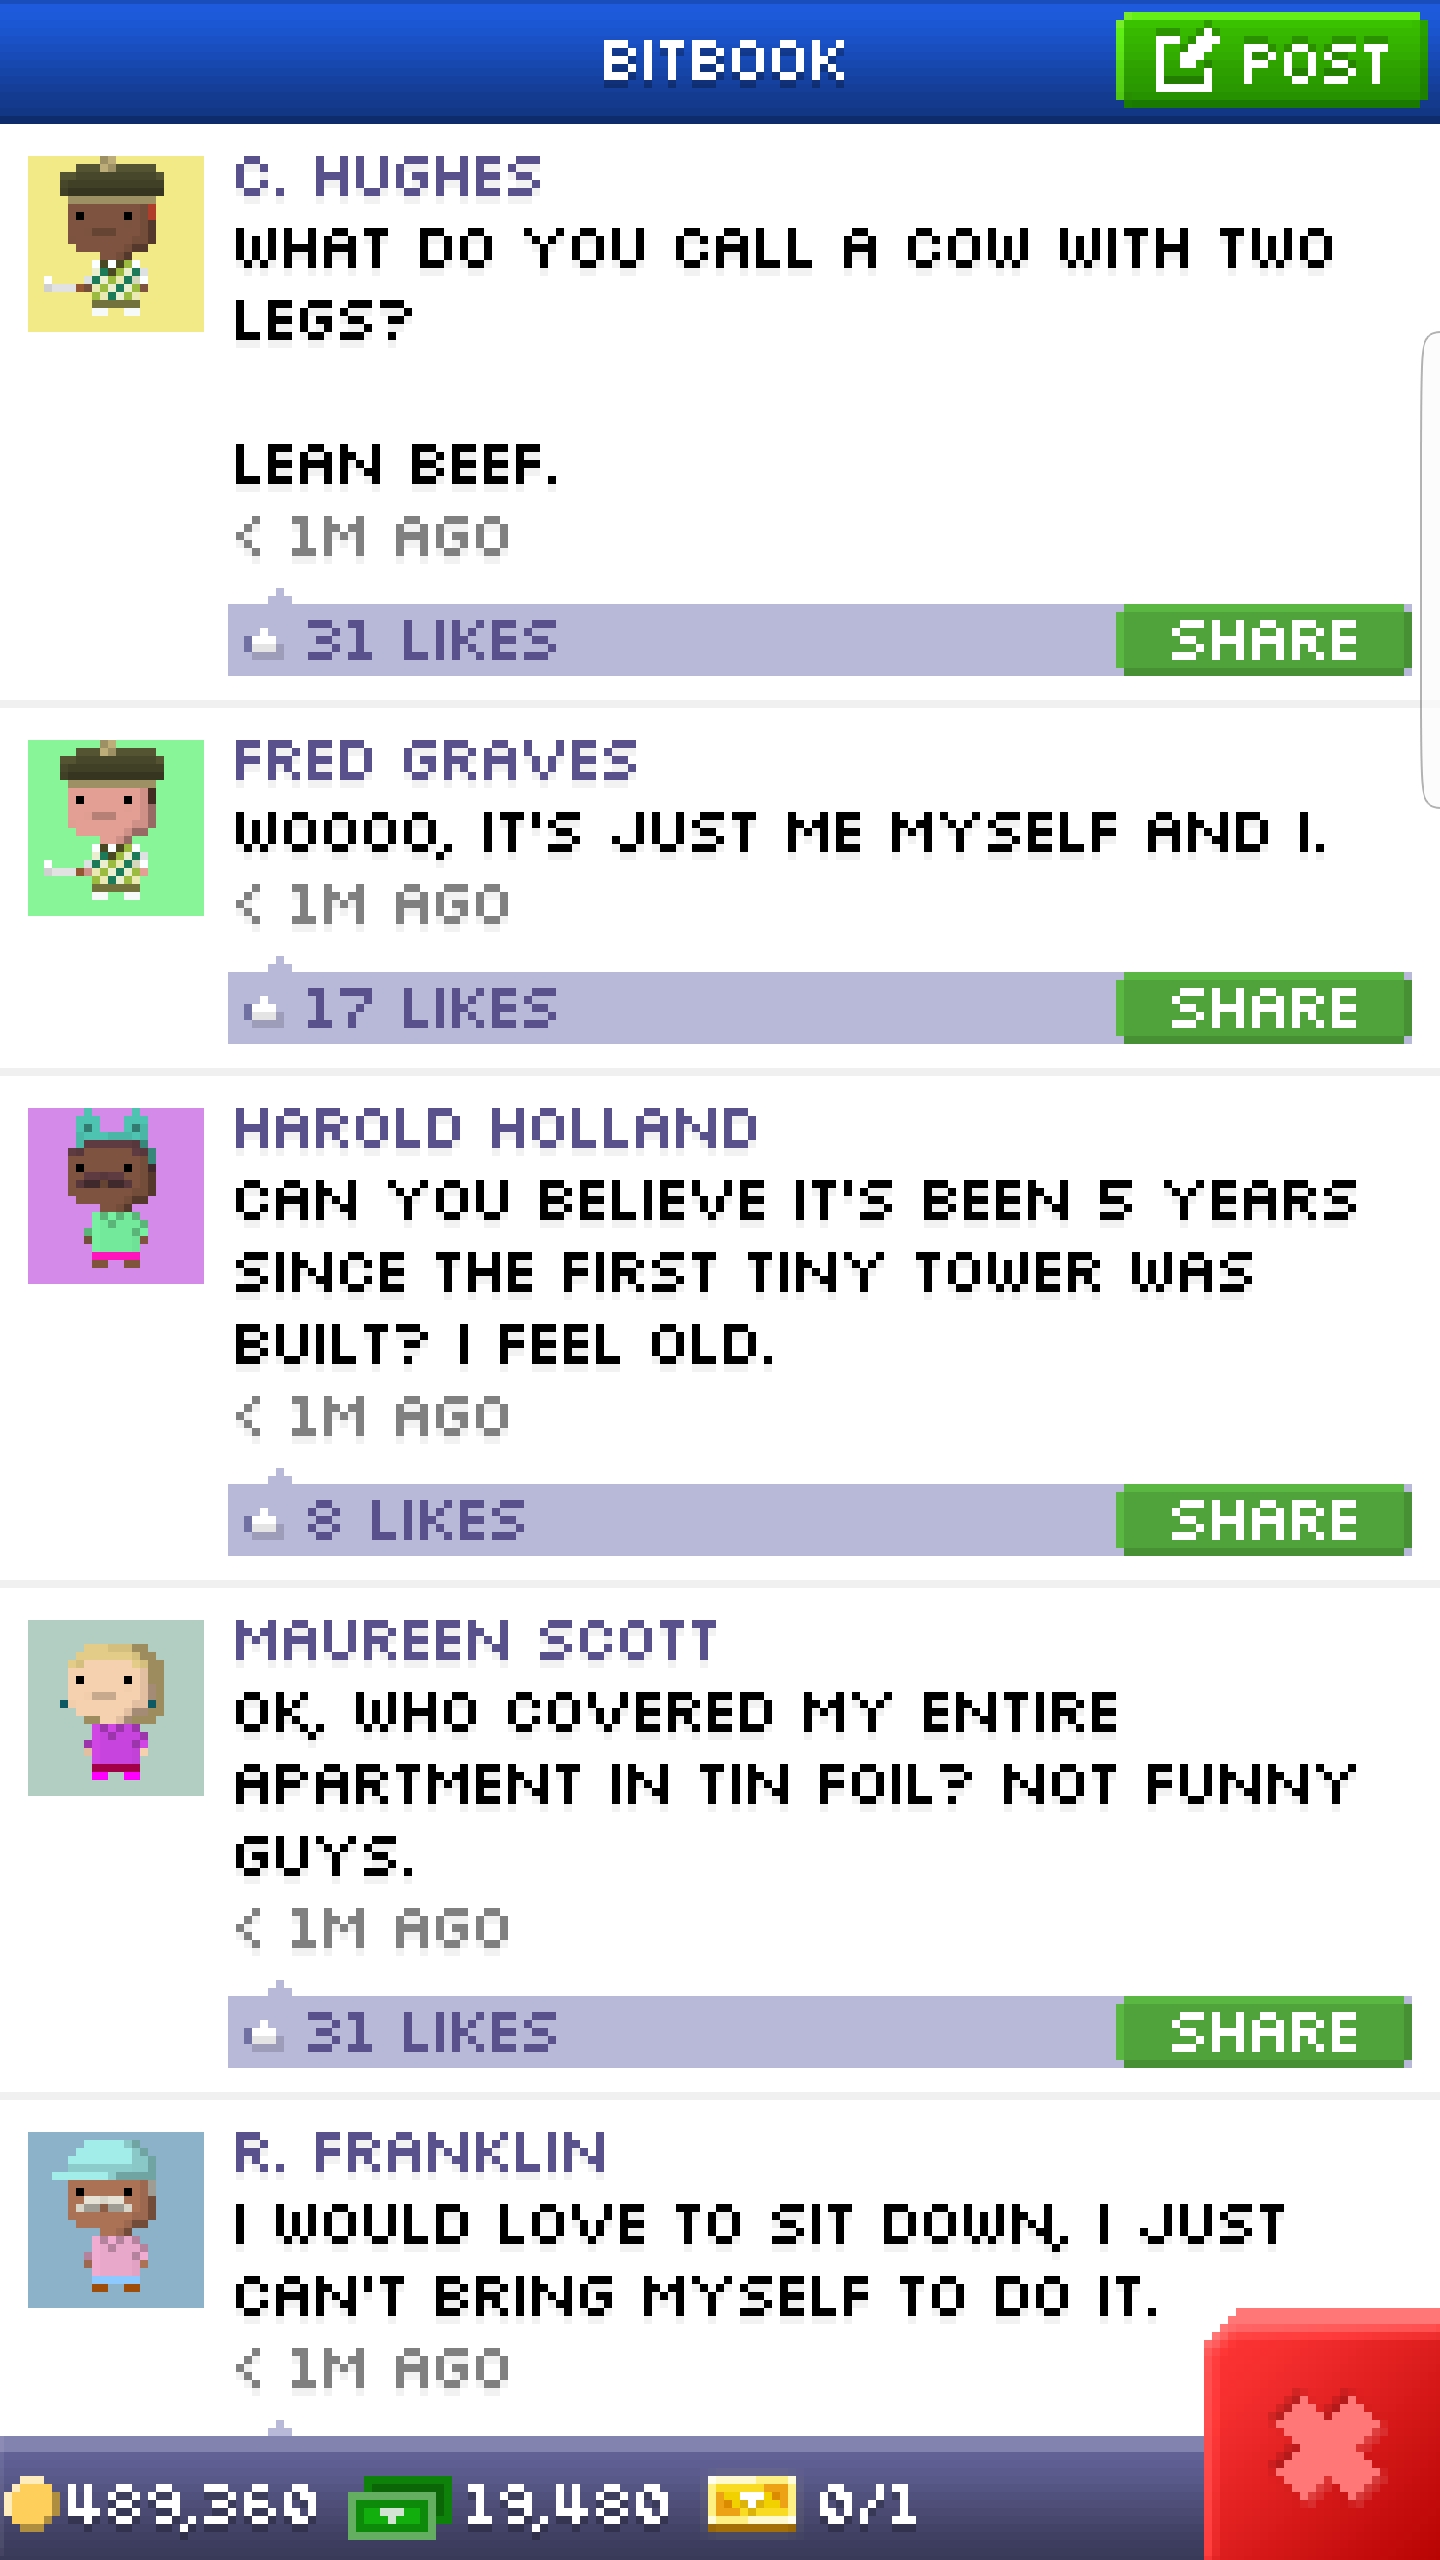 BITBOOK
POST
C. HUGHES
WHAT DO YOU CALL A COW WITH TWO
LEGS?
LEAN BEEF.
< 1M AGO
31 LIKES
SHARE
FRED GRAVES
WOOOO, IT'S JUST ME MYSELF AND I.
< 1M AGO
17 LIKES
SHARE
HAROLD HOLLAND
CAN YOU BELIEVE IT'S BEEN 5 YEARS
SINCE THE FIRST TINY TOWER WAS
BUILT? I FEEL OLD.
< 1M AGO
8 LIKES
SHARE
MAUREEN SCOTT
OK, WHO COVERED MY ENTIRE
APARTMENT IN TIN FOIL? NOT FUNNY
GUYS.
< 1M AGO
31 LIKES
SHARE
R. FRANKLIN
I WOULD LOVE TO SIT DOWN, I JUST
CAN'T BRING MYSELF TO DO IT.
< 1M AGO
489,360 19,480 0/1